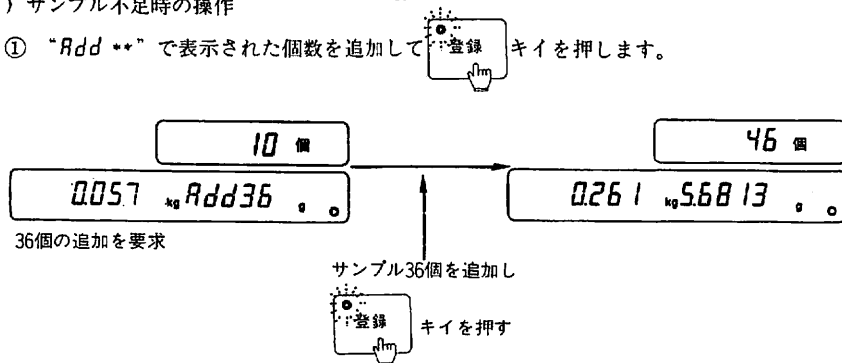 ) サンプル不足時の操作
① “Add **” で表示された個数を追加して 登録 キイを押します。
10 個
0.057 kg Add36 g
46 個
0.261 kg 5.6813 g
36個の追加を要求
サンプル36個を追加し
登録 キイを押す